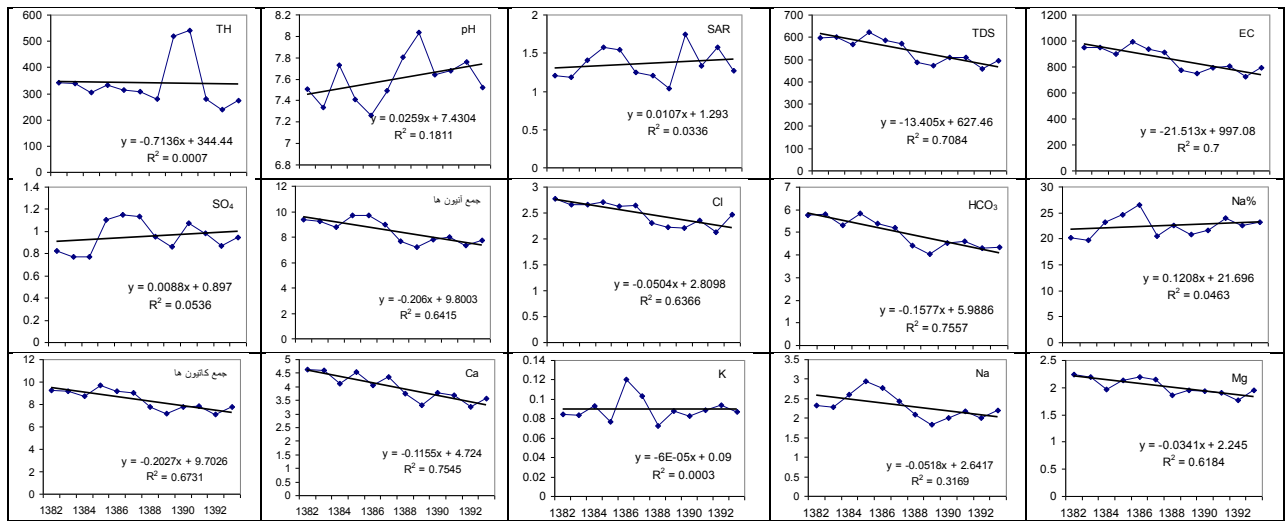 TH
600
500
400
300
200
100
0
y = -0.7136x + 344.44
R² = 0.0007
pH
8.2
8
7.8
7.6
7.4
7.2
7
6.8
y = 0.0259x + 7.4304
R² = 0.1811
SAR
2
1.5
1
0.5
0
y = 0.0107x + 1.293
R² = 0.0336
TDS
700
600
500
400
300
200
100
0
y = -13.405x + 627.46
R² = 0.7084
EC
1200
1000
800
600
400
200
0
y = -21.513x + 997.08
R² = 0.7
SO₄
1.4
1.2
1
0.8
0.6
0.4
0.2
0
y = 0.0088x + 0.897
R² = 0.0536
جمع آنیون ها
12
10
8
6
4
2
0
y = -0.206x + 9.8003
R² = 0.6415
Cl
3
2.5
2
1.5
1
0.5
0
y = -0.0504x + 2.8098
R² = 0.6366
HCO₃
7
6
5
4
3
2
1
0
y = -0.1577x + 5.9886
R² = 0.7557
Na%
30
25
20
15
10
5
0
y = 0.1208x + 21.696
R² = 0.0463
جمع کاتیون ها
12
10
8
6
4
2
0
y = -0.2027x + 9.7026
R² = 0.6731
1382 1384 1386 1388 1390 1392
Ca
5
4.5
4
3.5
3
2.5
2
1.5
1
0.5
0
y = -0.1155x + 4.724
R² = 0.7545
1382 1384 1386 1388 1390 1392
K
0.14
0.12
0.1
0.08
0.06
0.04
0.02
0
y = -6E-05x + 0.09
R² = 0.0003
1382 1384 1386 1388 1390 1392
Na
3.5
3
2.5
2
1.5
1
0.5
0
y = -0.0518x + 2.6417
R² = 0.3169
1382 1384 1386 1388 1390 1392
Mg
2.5
2
1.5
1
0.5
0
y = -0.0341x + 2.245
R² = 0.6184
1382 1384 1386 1388 1390 1392